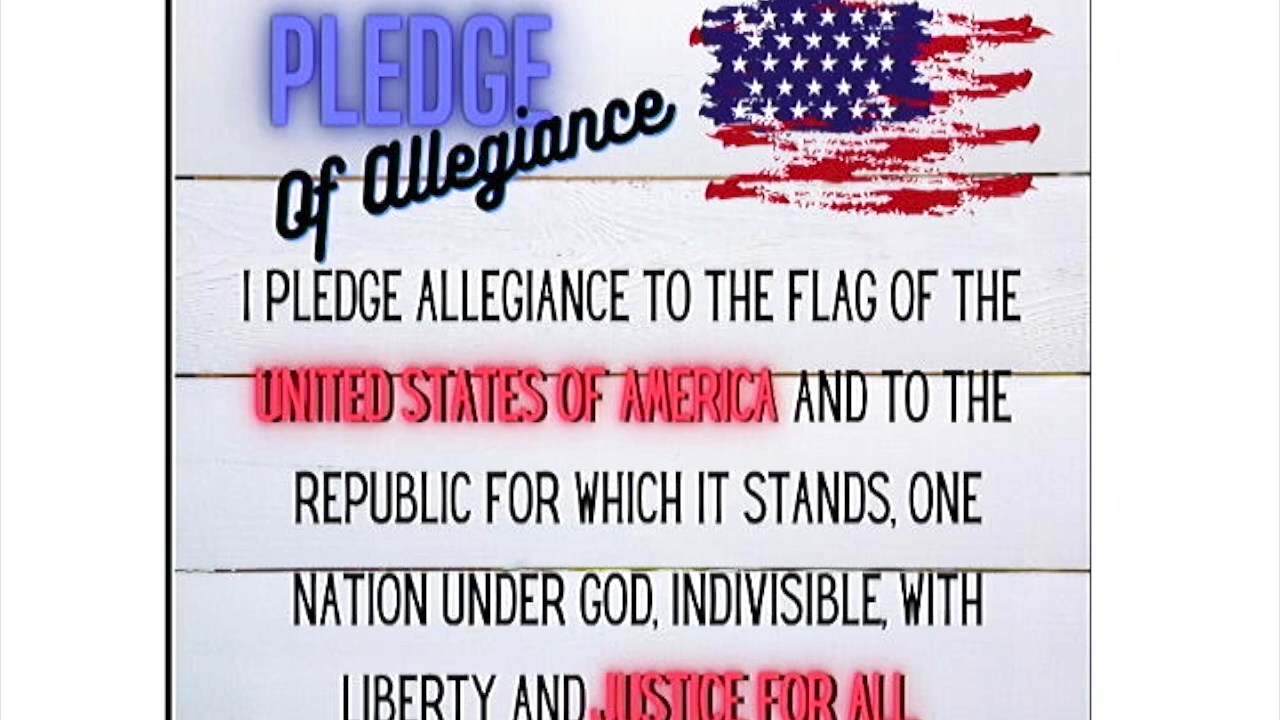 PLEDGE
Of Allegiance
I PLEDGE ALLEGIANCE TO THE FLAG OF THE
UNITED STATES OF AMERICA AND TO THE
REPUBLIC FOR WHICH IT STANDS, ONE
NATION UNDER GOD, INDIVISIBLE, WITH
LIBERTY AND JUSTICE FOR ALL